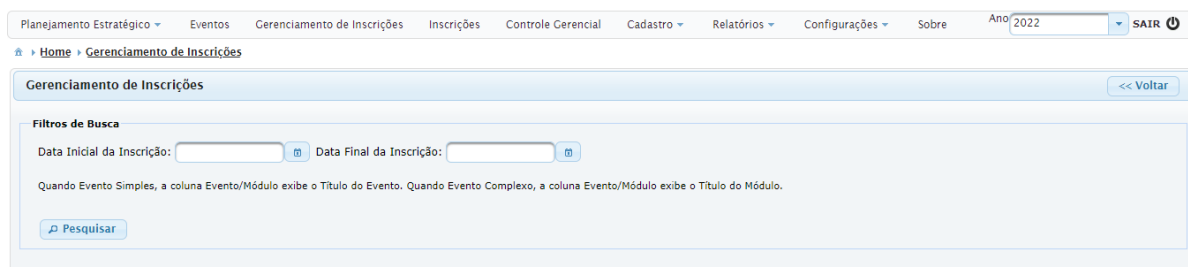 Planejamento Estratégico Eventos Gerenciamento de Inscrições Inscrições Controle Gerencial Cadastro Relatórios Configurações Sobre Ano 2022 SAIR
Home Gerenciamento de Inscrições
Gerenciamento de Inscrições << Voltar
Filtros de Busca
Data Inicial da Inscrição: Data Final da Inscrição:
Quando Evento Simples, a coluna Evento/Módulo exibe o Título do Evento. Quando Evento Complexo, a coluna Evento/Módulo exibe o Título do Módulo.
Pesquisar